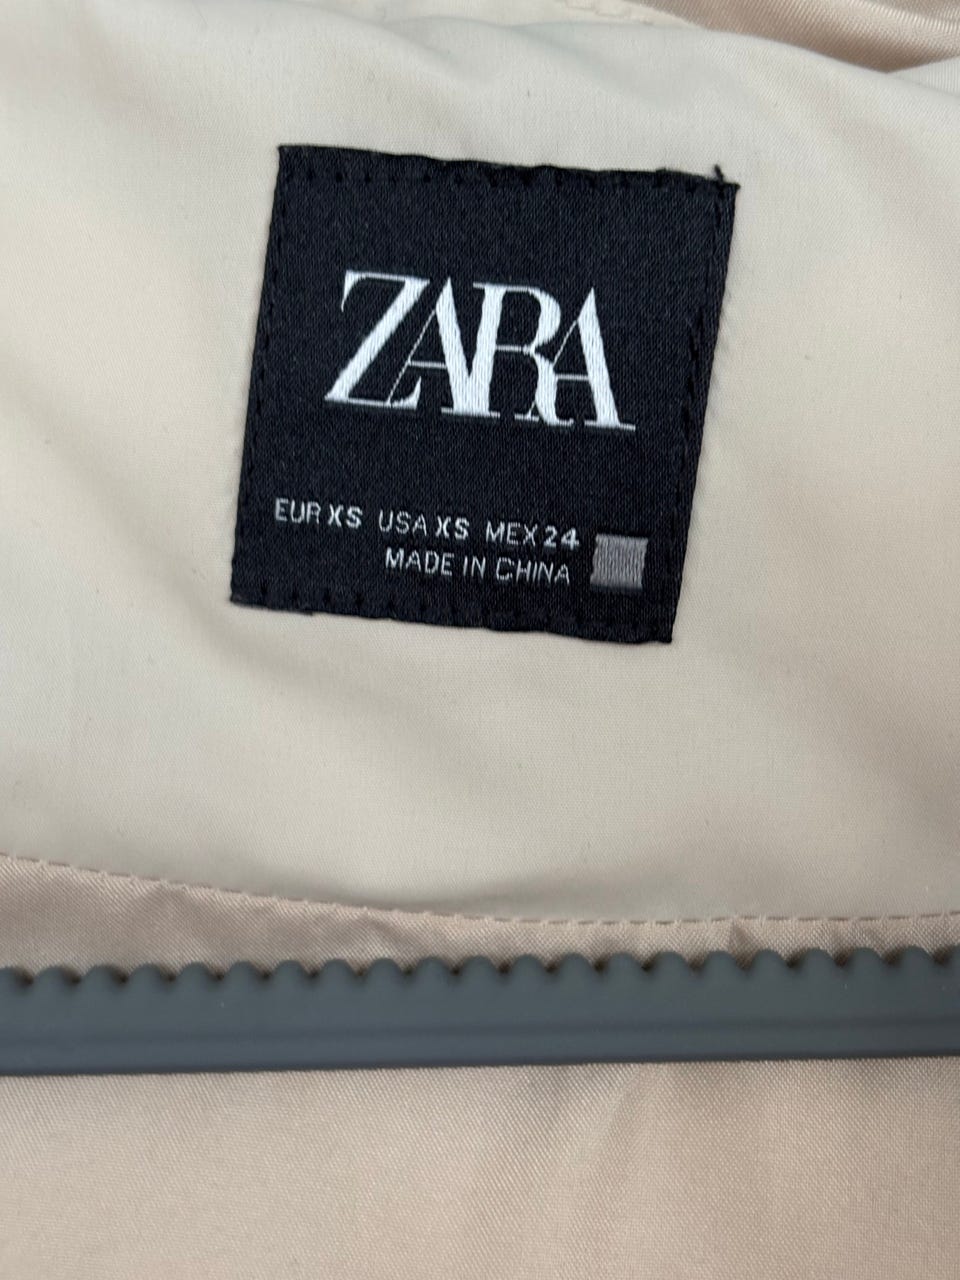 ZARA
EUR XS USA XS MEX 24
MADE IN CHINA